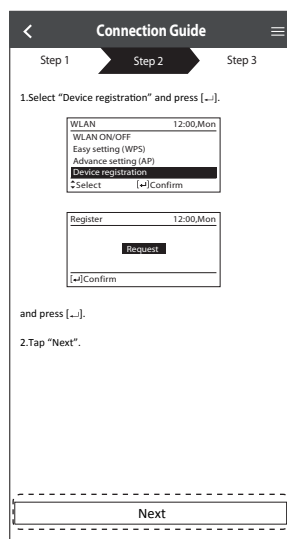 Connection Guide
Step 1 Step 2 Step 3
1.Select “Device registration” and press [↵].
WLAN 12:00,Mon
WLAN ON/OFF
Easy setting (WPS)
Advance setting (AP)
Device registration
Select [↵]Confirm
Register 12:00,Mon
Request
[↵]Confirm
and press [↵].
2.Tap “Next”.
Next